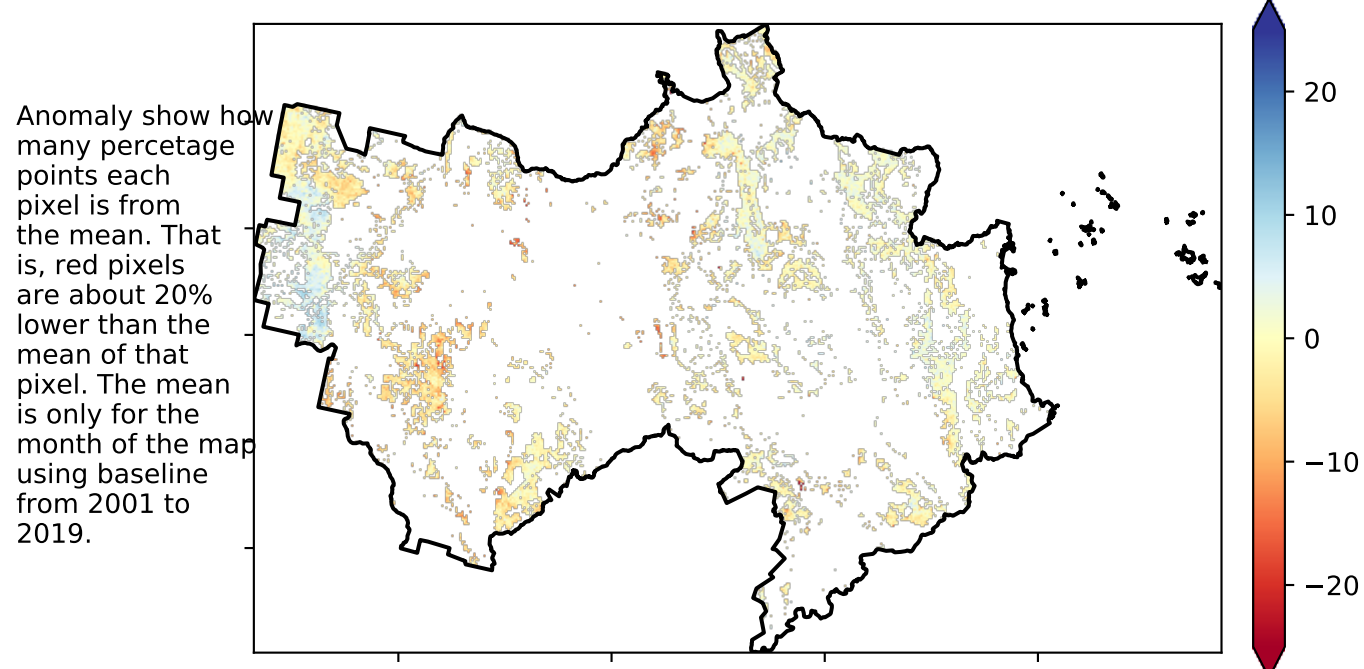 Anomaly show how
many percetage
points each
pixel is from
the mean. That
is, red pixels
are about 20%
lower than the
mean of that
pixel. The mean
is only for the
month of the map
using baseline
from 2001 to
2019.
20
10
0
−10
−20